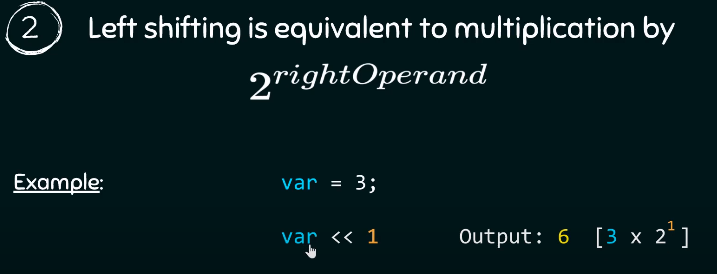 2 Left shifting is equivalent to multiplication by
2^rightOperand
Example: var = 3;
var << 1 Output: 6 [3 x 2^1]